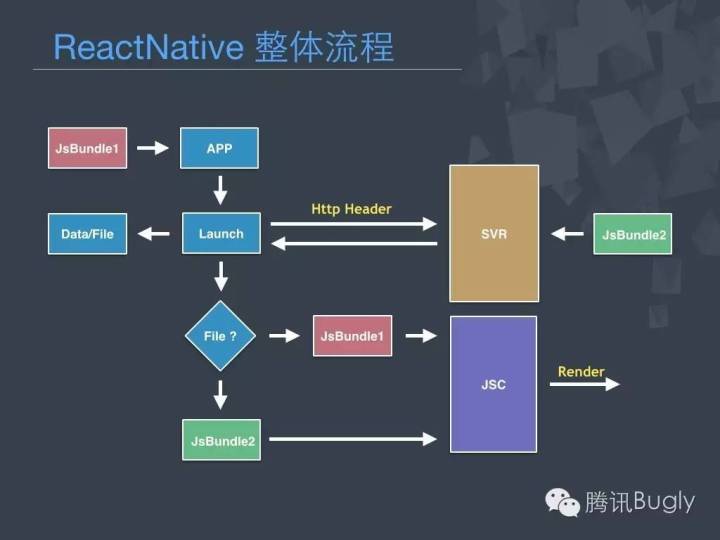 ReactNative 整体流程
JsBundle1
APP
Http Header
Data/File
Launch
SVR
JsBundle2
File ?
JsBundle1
Render
JSC
JsBundle2
腾讯Bugly